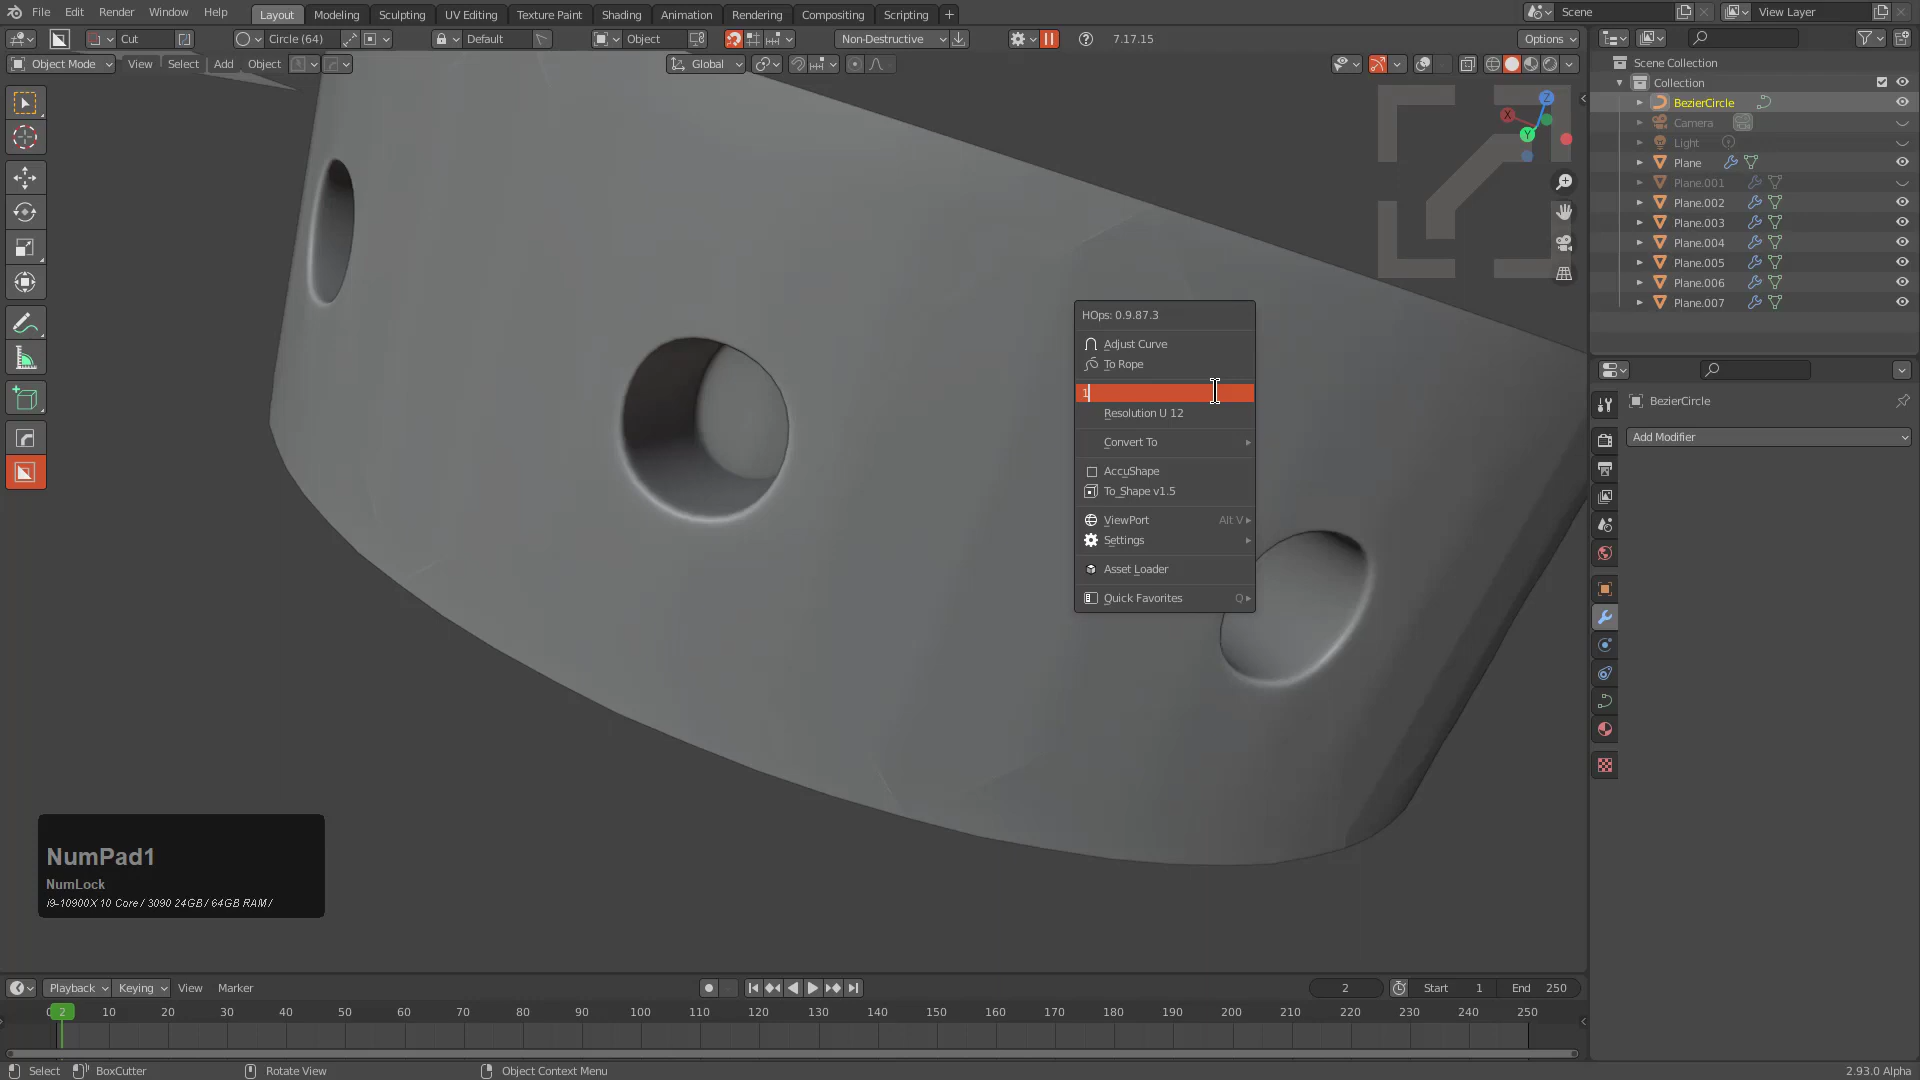 File Edit Render Window Help Layout Modeling Sculpting UV Editing Texture Paint Shading Animation Rendering Compositing Scripting + Scene View Layer
Cut Circle (64) Default Object Non-Destructive 7.17.15 Options
Object Mode View Select Add Object Global
Scene Collection
Collection
BezierCircle
Camera
Light
Plane
Plane.001
Plane.002
Plane.003
Plane.004
Plane.005
Plane.006
Plane.007
Z
X
Y
HOps: 0.9.87.3
Adjust Curve
To Rope
1
Resolution U 12
Convert To
AccuShape
To_Shape v1.5
ViewPort Alt V
Settings
Asset Loader
Quick Favorites Q
BezierCircle
Add Modifier
NumPad1
NumLock
i9-10900X 10 Core / 3090 24GB / 64GB RAM /
Playback Keying View Marker 2 Start 1 End 250
0 2 10 20 30 40 50 60 70 80 90 100 110 120 130 140 150 160 170 180 190 200 210 220 230 240 250
Select BoxCutter Rotate View Object Context Menu 2.93.0 Alpha